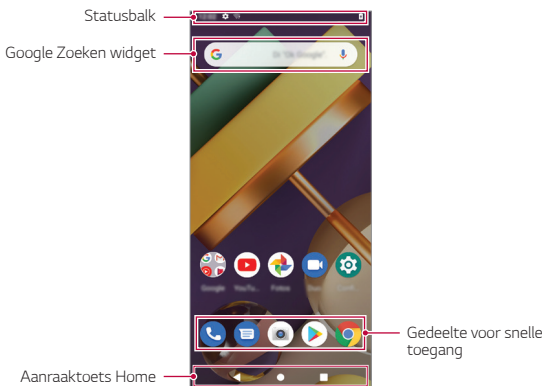 Statusbalk
Google Zoeken widget
Gedeelte voor snelle
toegang
Aanraaktoets Home